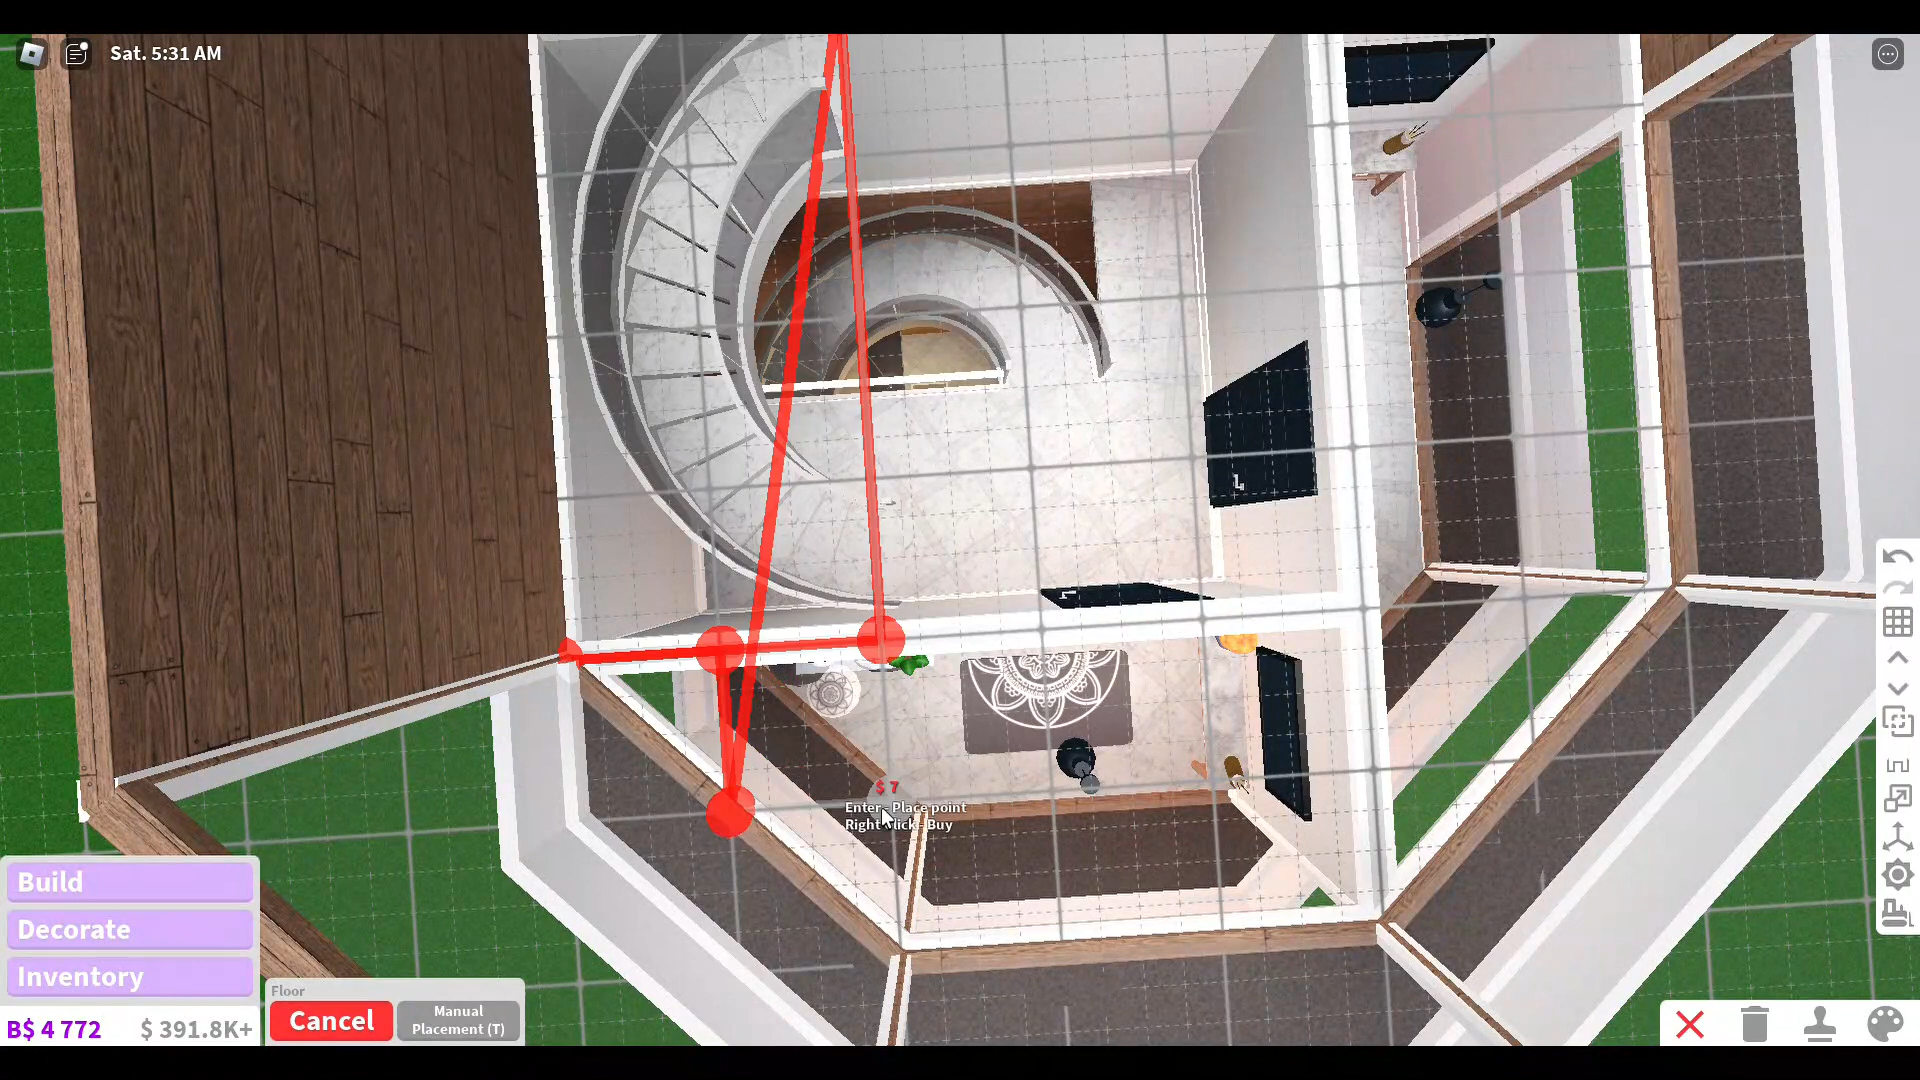 Sat. 5:31 AM
$ 7
Enter - Place point
Right Click - Buy
Build
Decorate
Inventory
B$ 4 772
$ 391.8K+
Floor
Cancel
Manual
Placement (T)